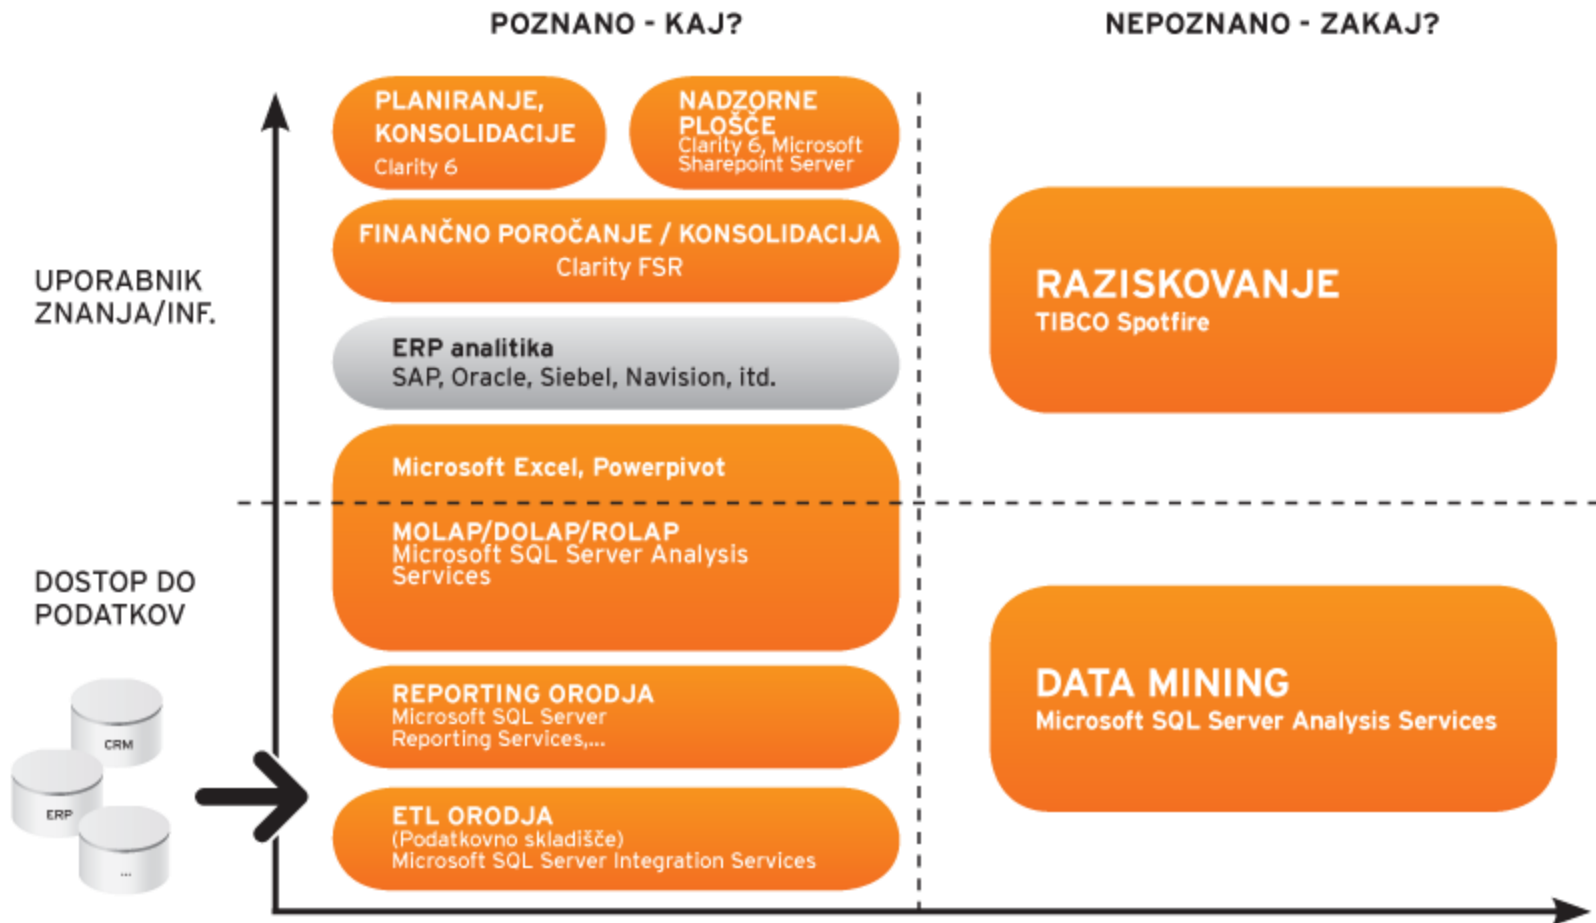 POZNANO - KAJ?
NEPOZNANO - ZAKAJ?
PLANIRANJE,
KONSOLIDACIJE
Clarity 6
NADZORNE
PLOŠČE
Clarity 6, Microsoft
Sharepoint Server
FINANČNO POROČANJE / KONSOLIDACIJA
Clarity FSR
UPORABNIK
ZNANJA/INF.
RAZISKOVANJE
TIBCO Spotfire
ERP analitika
SAP, Oracle, Siebel, Navision, itd.
Microsoft Excel, Powerpivot
MOLAP/DOLAP/ROLAP
Microsoft SQL Server Analysis
Services
DOSTOP DO
PODATKOV
REPORTING ORODJA
Microsoft SQL Server
Reporting Services,...
DATA MINING
Microsoft SQL Server Analysis Services
CRM
ERP
...
ETL ORODJA
(Podatkovno skladišče)
Microsoft SQL Server Integration Services